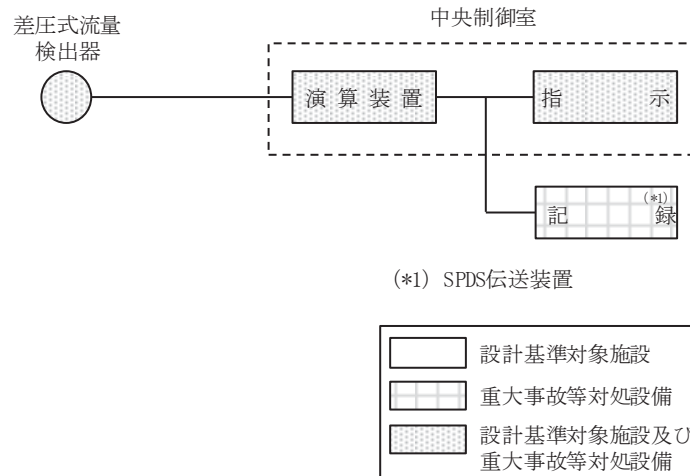 中央制御室
差圧式流量
検出器
演算装置
指示
記録(*1)
(*1) SPDS伝送装置
設計基準対象施設
重大事故等対処設備
設計基準対象施設及び
重大事故等対処設備